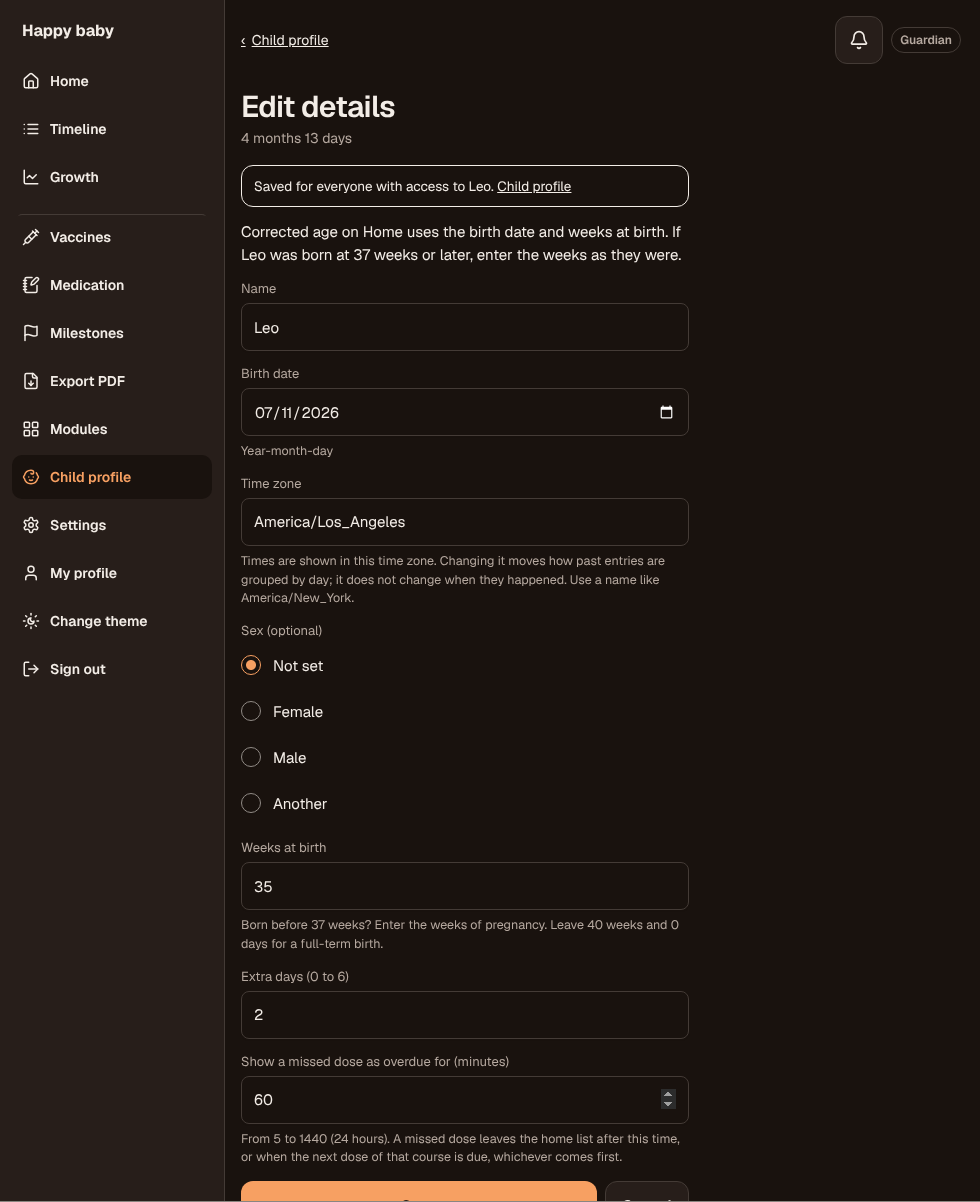 Happy baby
Home
Timeline
Growth
Vaccines
Medication
Milestones
Export PDF
Modules
Child profile
Settings
My profile
Change theme
Sign out
‹ Child profile
Guardian
Edit details
4 months 13 days
Saved for everyone with access to Leo. Child profile
Corrected age on Home uses the birth date and weeks at birth. If
Leo was born at 37 weeks or later, enter the weeks as they were.
Name
Leo
Birth date
07/11/2026
Year-month-day
Time zone
America/Los_Angeles
Times are shown in this time zone. Changing it moves how past entries are
grouped by day; it does not change when they happened. Use a name like
America/New_York.
Sex (optional)
Not set
Female
Male
Another
Weeks at birth
35
Born before 37 weeks? Enter the weeks of pregnancy. Leave 40 weeks and 0
days for a full-term birth.
Extra days (0 to 6)
2
Show a missed dose as overdue for (minutes)
60
From 5 to 1440 (24 hours). A missed dose leaves the home list after this time,
or when the next dose of that course is due, whichever comes first.